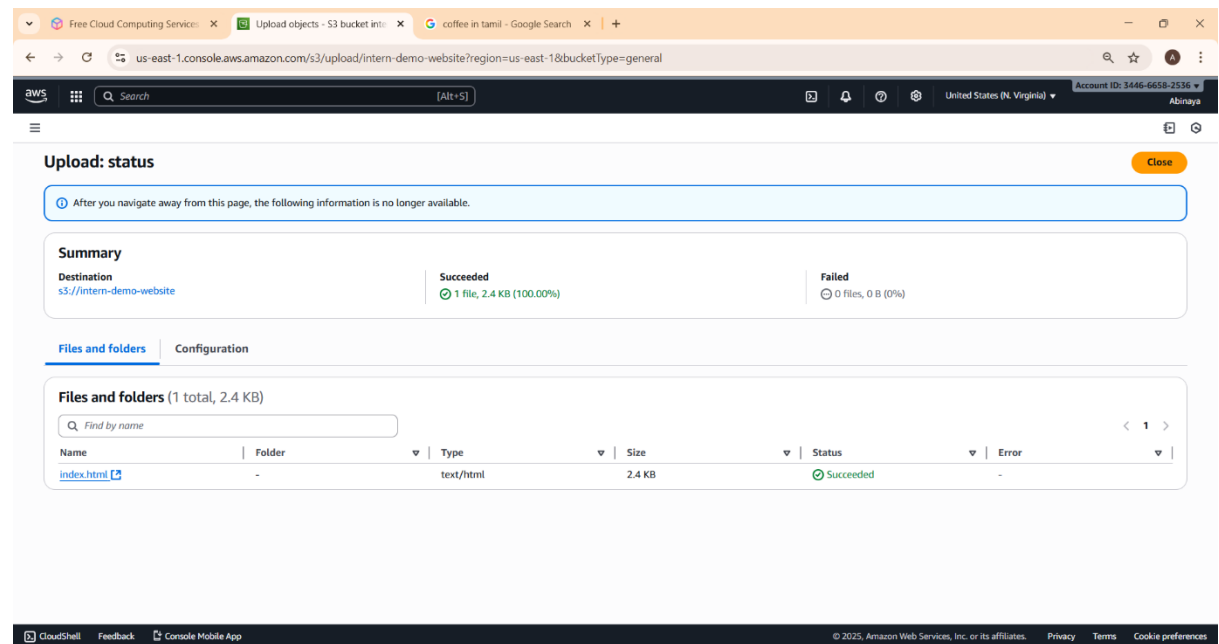 Free Cloud Computing Services
Upload objects - S3 bucket inte
coffee in tamil - Google Search
us-east-1.console.aws.amazon.com/s3/upload/intern-demo-website?region=us-east-1&bucketType=general
A
aws
Search
[Alt+S]
United States (N. Virginia)
Account ID: 3446-6658-2536
Abinaya
Upload: status
Close
After you navigate away from this page, the following information is no longer available.
Summary
Destination
s3://intern-demo-website
Succeeded
1 file, 2.4 KB (100.00%)
Failed
0 files, 0 B (0%)
Files and folders Configuration
Files and folders (1 total, 2.4 KB)
Find by name
1
Name Folder Type Size Status Error
index.html - text/html 2.4 KB Succeeded -
CloudShell Feedback Console Mobile App © 2025, Amazon Web Services, Inc. or its affiliates. Privacy Terms Cookie preferences